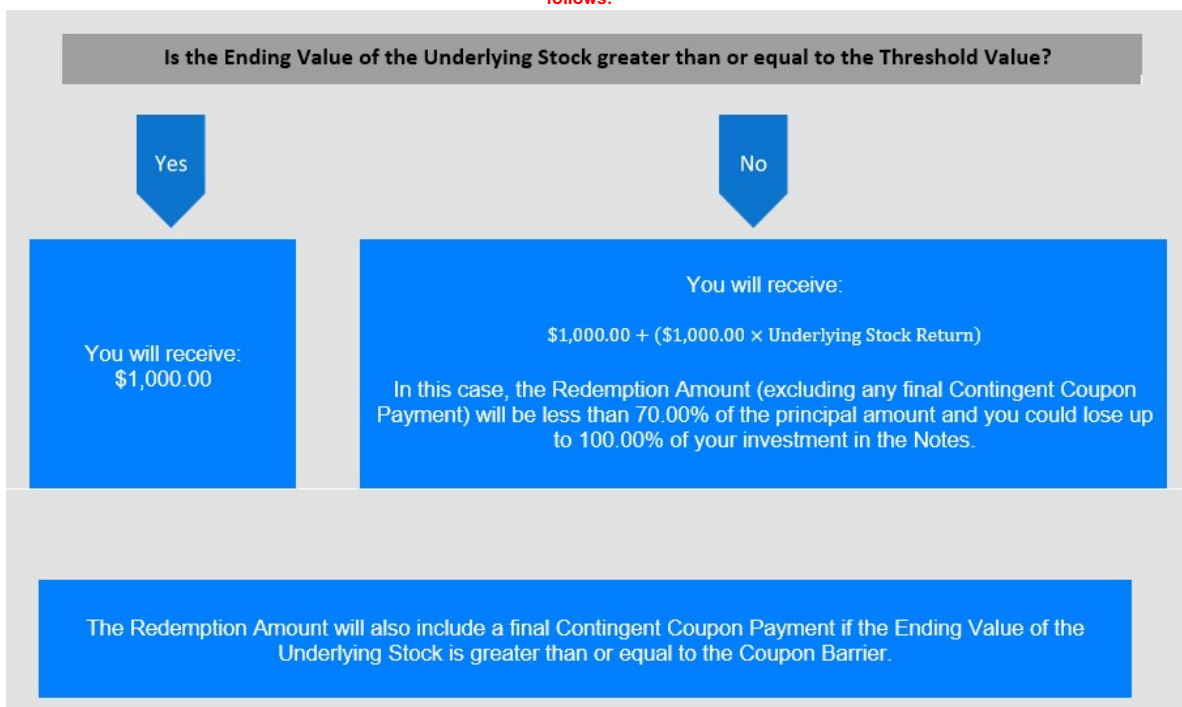 follows:
Is the Ending Value of the Underlying Stock greater than or equal to the Threshold Value?
Yes
No
You will receive:
$1,000.00
You will receive:
$1,000.00 + ($1,000.00 × Underlying Stock Return)
In this case, the Redemption Amount (excluding any final Contingent Coupon
Payment) will be less than 70.00% of the principal amount and you could lose up
to 100.00% of your investment in the Notes.
The Redemption Amount will also include a final Contingent Coupon Payment if the Ending Value of the
Underlying Stock is greater than or equal to the Coupon Barrier.